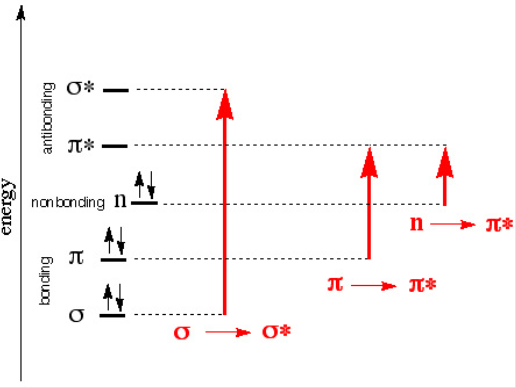 energy
antibonding
σ*
π*
nonbonding n
bonding
π
σ
n → π*
π → π*
σ → σ*